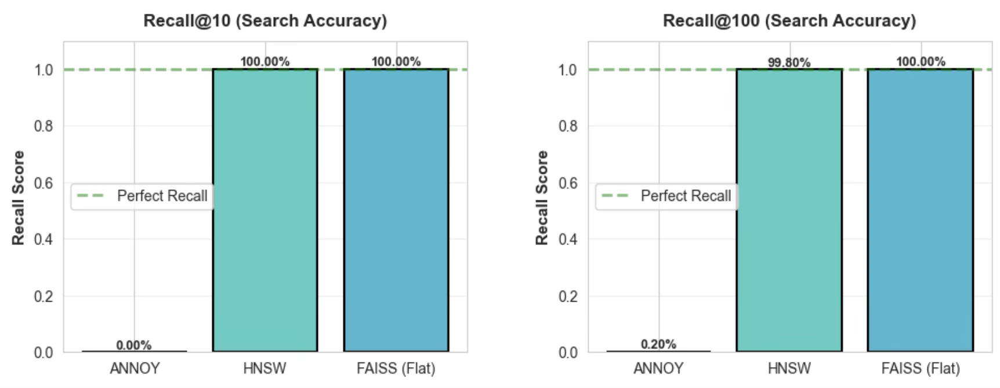 Recall@10 (Search Accuracy)
Recall Score
1.0
0.8
0.6
0.4
0.2
0.0
100.00%
100.00%
0.00%
Perfect Recall
ANNOY
HNSW
FAISS (Flat)
Recall@100 (Search Accuracy)
Recall Score
1.0
0.8
0.6
0.4
0.2
0.0
99.80%
100.00%
0.20%
Perfect Recall
ANNOY
HNSW
FAISS (Flat)